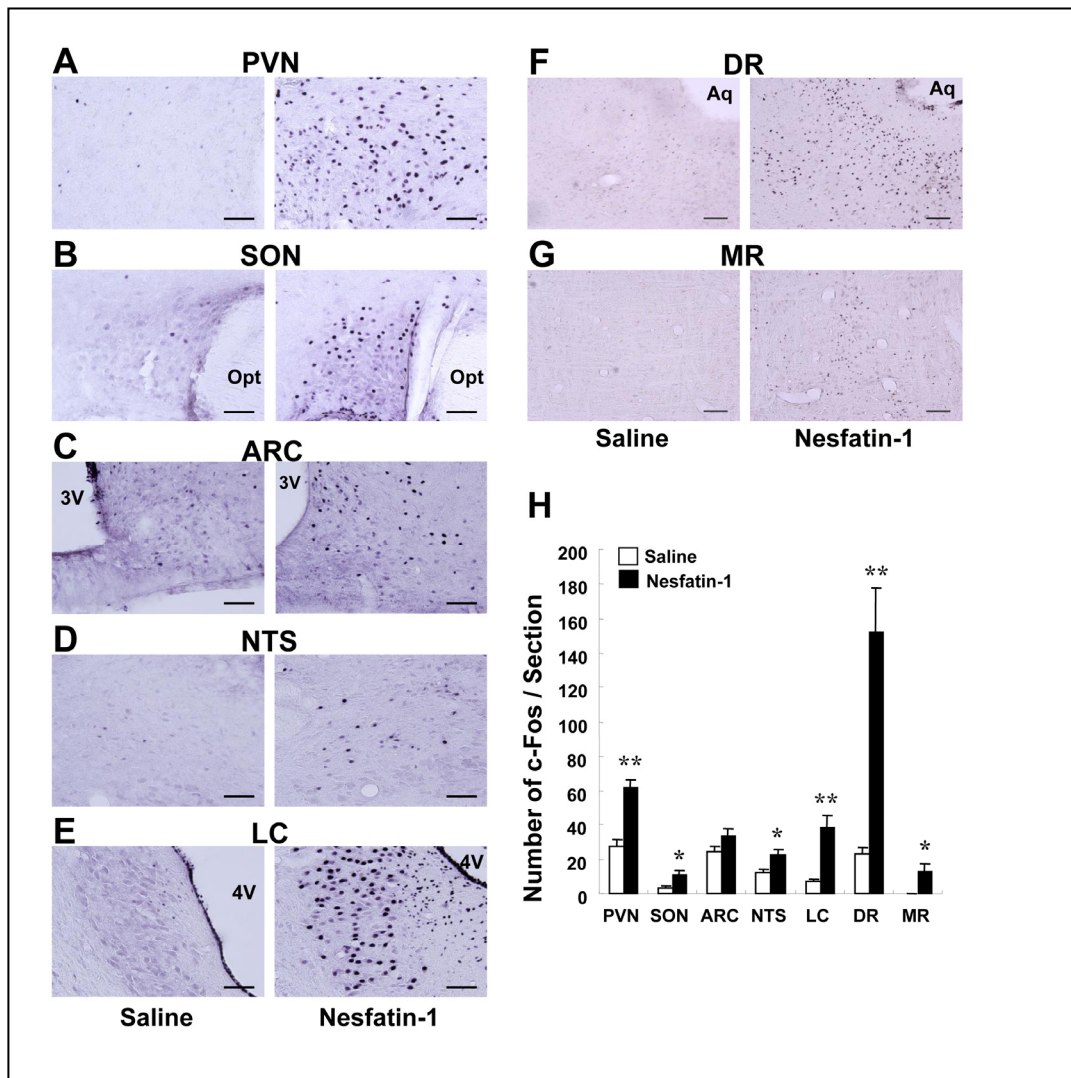 A PVN
B SON
Opt Opt
C ARC
3V 3V
D NTS
E LC
4V 4V
Saline Nesfatin-1
F DR
Aq Aq
G MR
Saline Nesfatin-1
H
Saline
Nesfatin-1
Number of c-Fos / Section
200
180
160
140
120
100
80
60
40
20
0
**
*
*
**
**
*
PVN SON ARC NTS LC DR MR